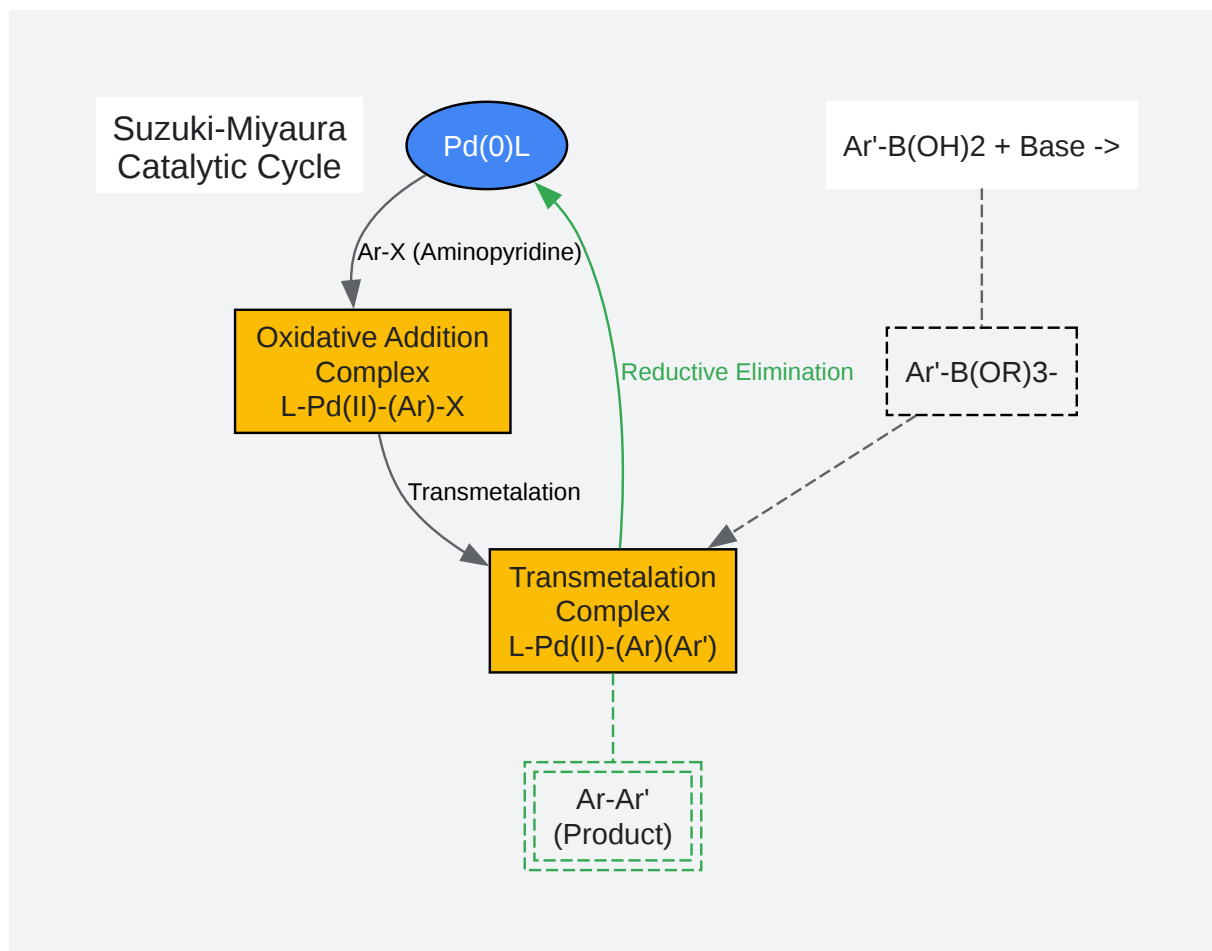 Suzuki-Miyaura
Catalytic Cycle
Pd(0)L
Ar'-B(OH)2 + Base ->
Ar-X (Aminopyridine)
Oxidative Addition
Complex
L-Pd(II)-(Ar)-X
Reductive Elimination
Ar'-B(OR)3-
Transmetalation
Transmetalation
Complex
L-Pd(II)-(Ar)(Ar')
Ar-Ar'
(Product)